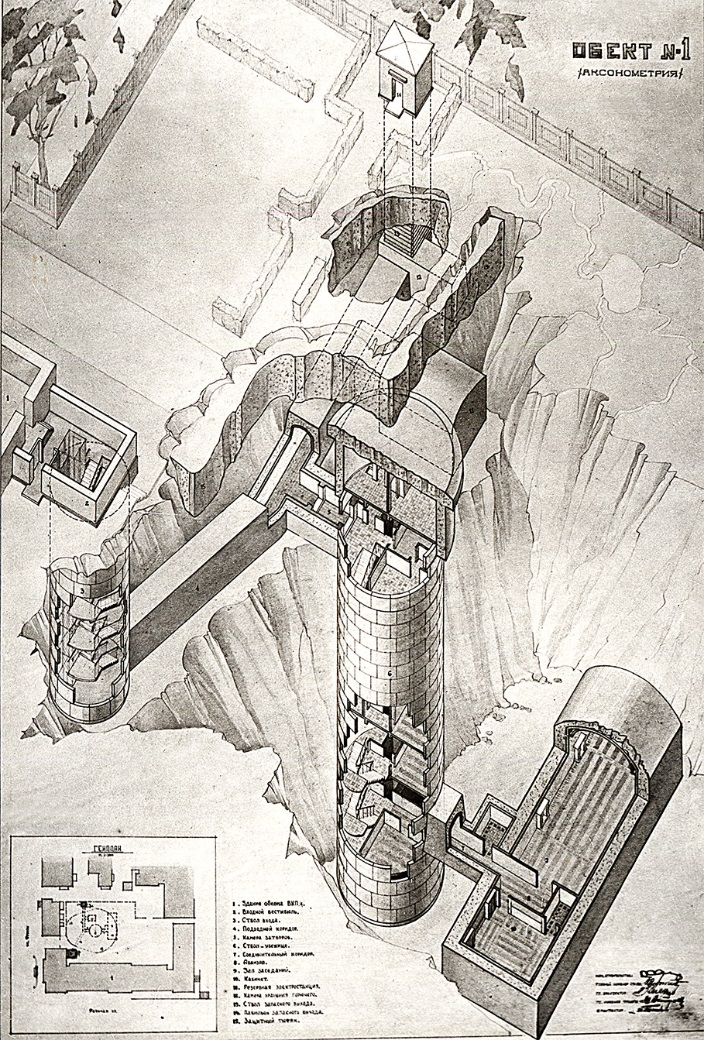 ОБЕКТ №1
/АКСОНОМЕТРИЯ/
ГЕНПЛАН
1. Здание обкома ВКП
2. Входной вестибюль.
3. Ствол входа.
4. Подходной коридор.
5. Камера затворов.
6. Ствол-убежище.
7. Соединительный коридор.
8. Аванзал.
9. Зал заседаний.
10. Кабинет.
11. Резервная электростанция.
12. Камера хранения горючего.
13. Ствол запасного выхода.
14. Павильон запасного выхода.
15. Защитный тюфяк.